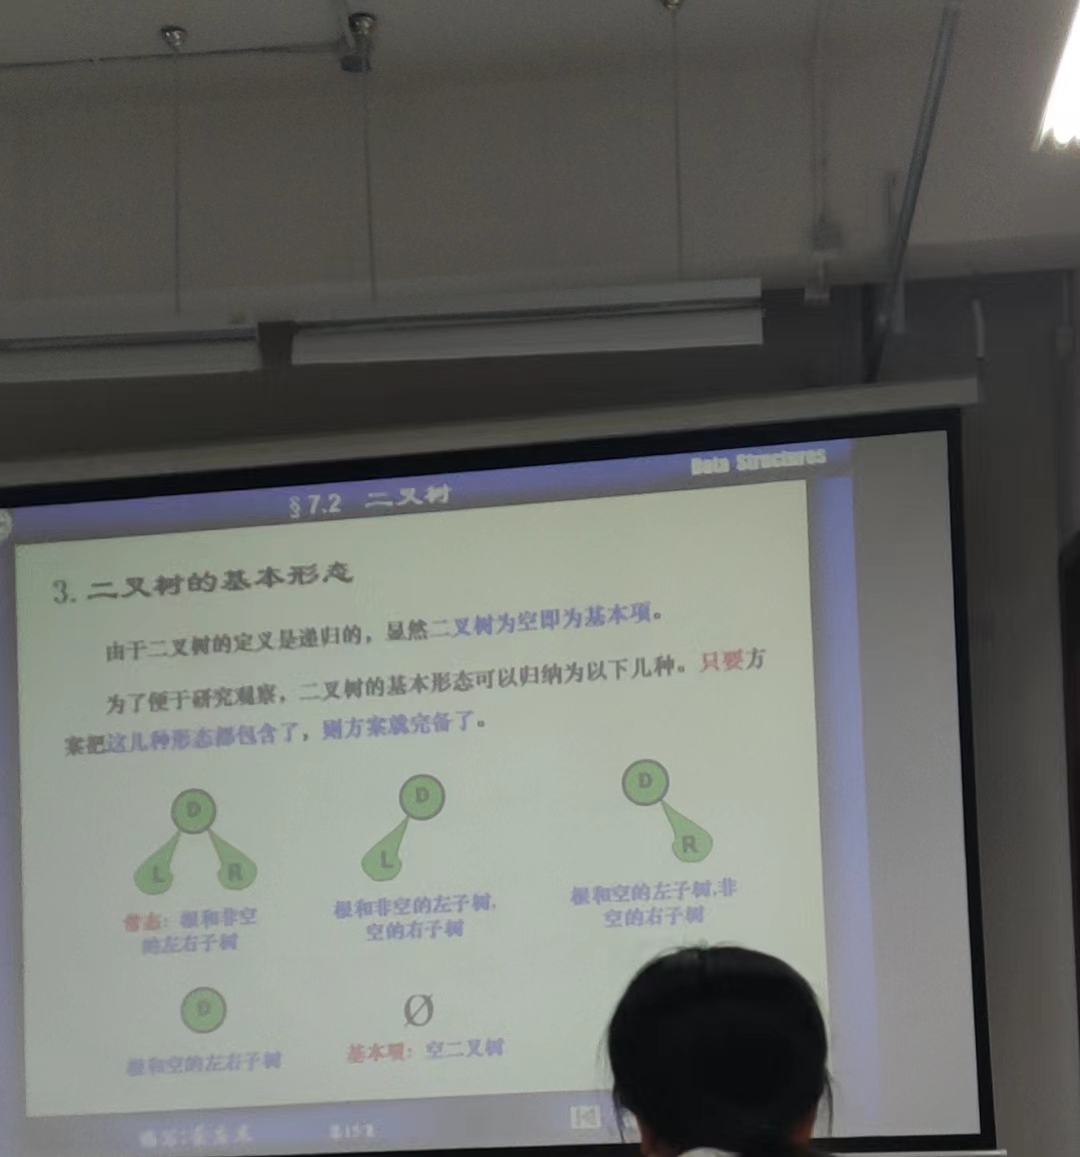 Data Structures
§7.2 二叉树
3. 二叉树的基本形态
由于二叉树的定义是递归的，显然二叉树为空即为基本项。
为了便于研究观察，二叉树的基本形态可以归纳为以下几种。只要方
案把这几种形态都包含了，则方案就完备了。
D
L R
常态：根和非空
的左右子树
D
L
根和非空的左子树,
空的右子树
D
R
根和空的左子树,非
空的右子树
D
根和空的左右子树
Ø
基本项：空二叉树